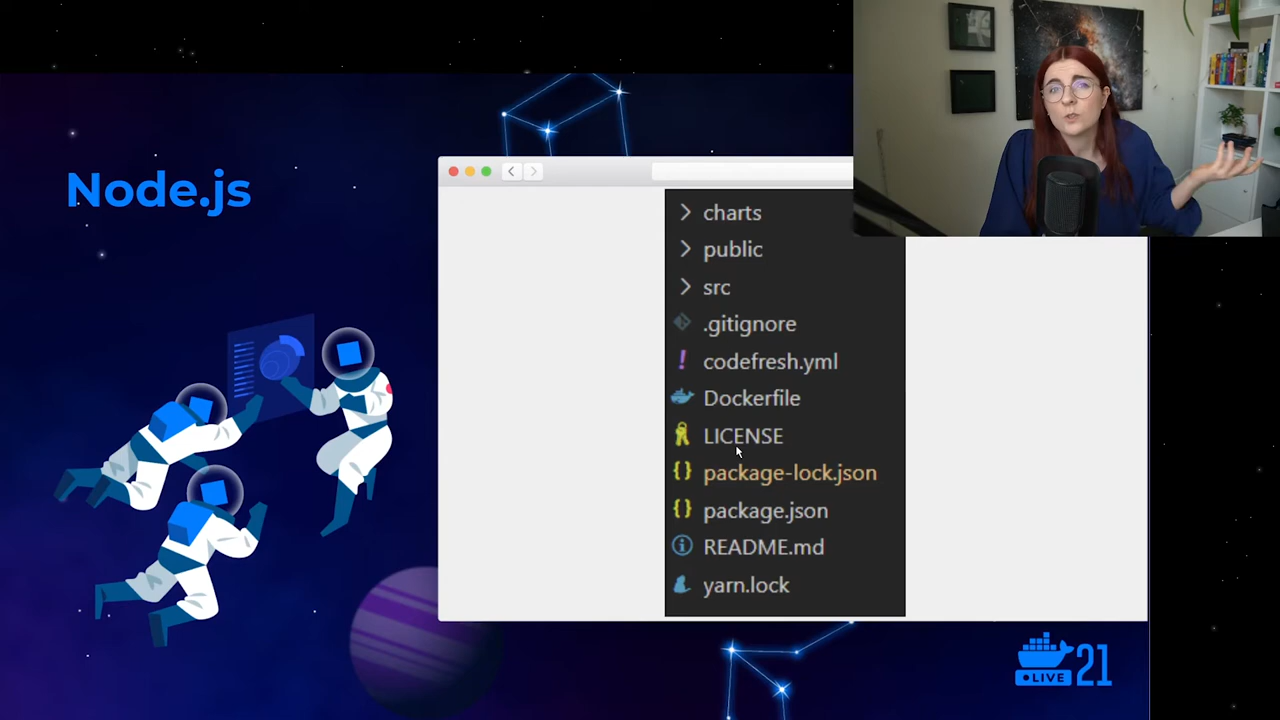 Node.js
charts
public
src
.gitignore
codefresh.yml
Dockerfile
LICENSE
package-lock.json
package.json
README.md
yarn.lock
LIVE 21